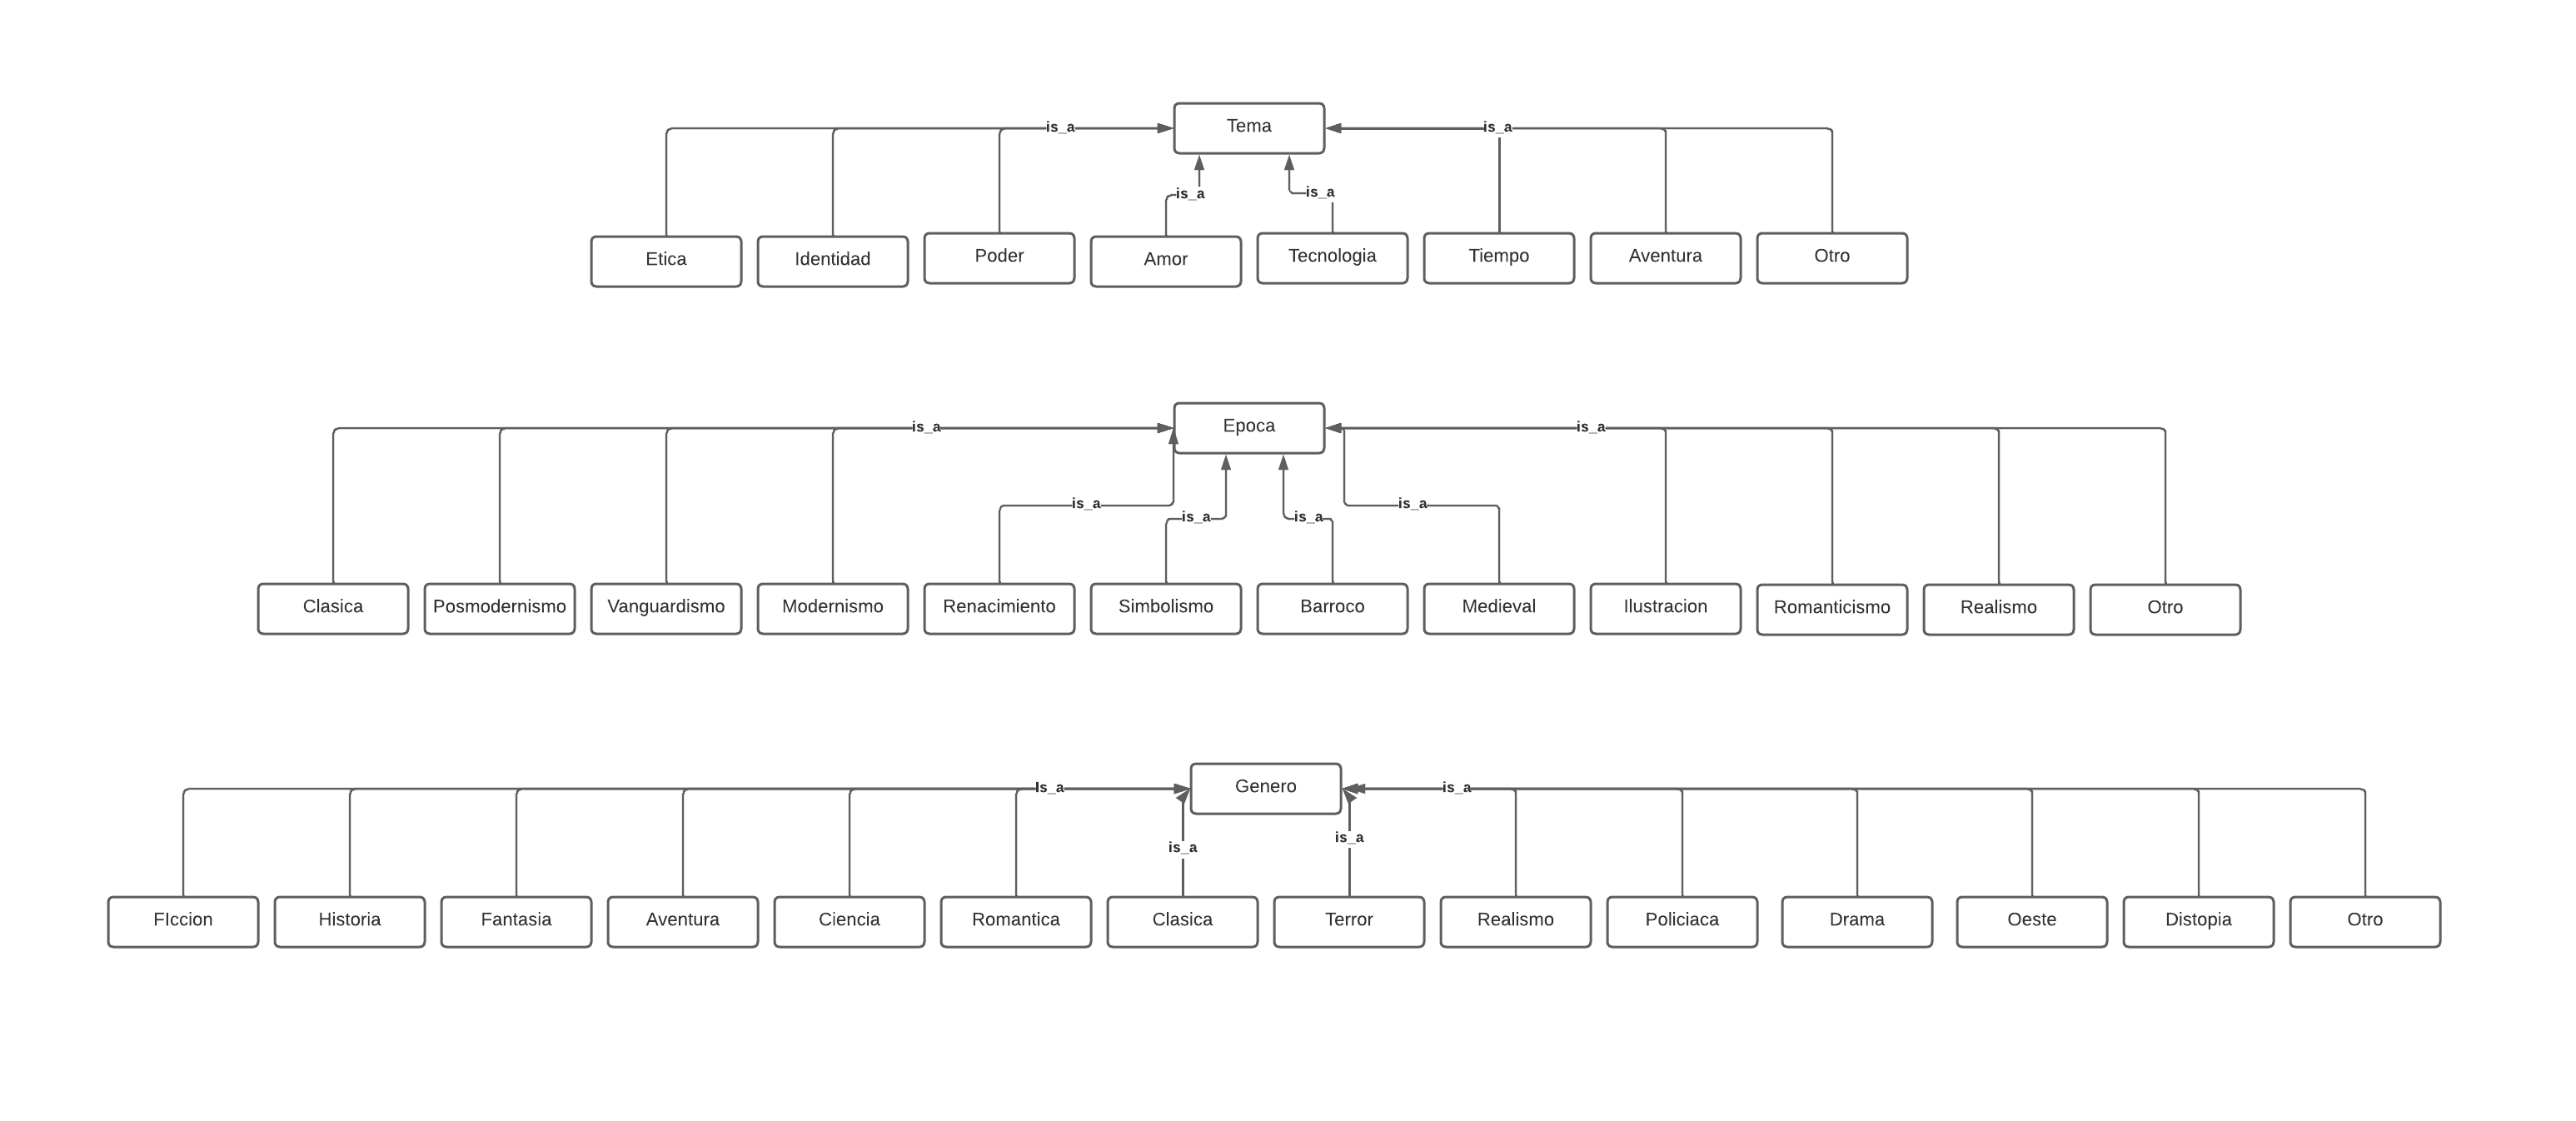 Tema
is_a
is_a
is_a
is_a
Etica
Identidad
Poder
Amor
Tecnologia
Tiempo
Aventura
Otro
Epoca
is_a
is_a
is_a
is_a
is_a
is_a
Clasica
Posmodernismo
Vanguardismo
Modernismo
Renacimiento
Simbolismo
Barroco
Medieval
Ilustracion
Romanticismo
Realismo
Otro
Genero
Is_a
is_a
is_a
is_a
FIccion
Historia
Fantasia
Aventura
Ciencia
Romantica
Clasica
Terror
Realismo
Policiaca
Drama
Oeste
Distopia
Otro